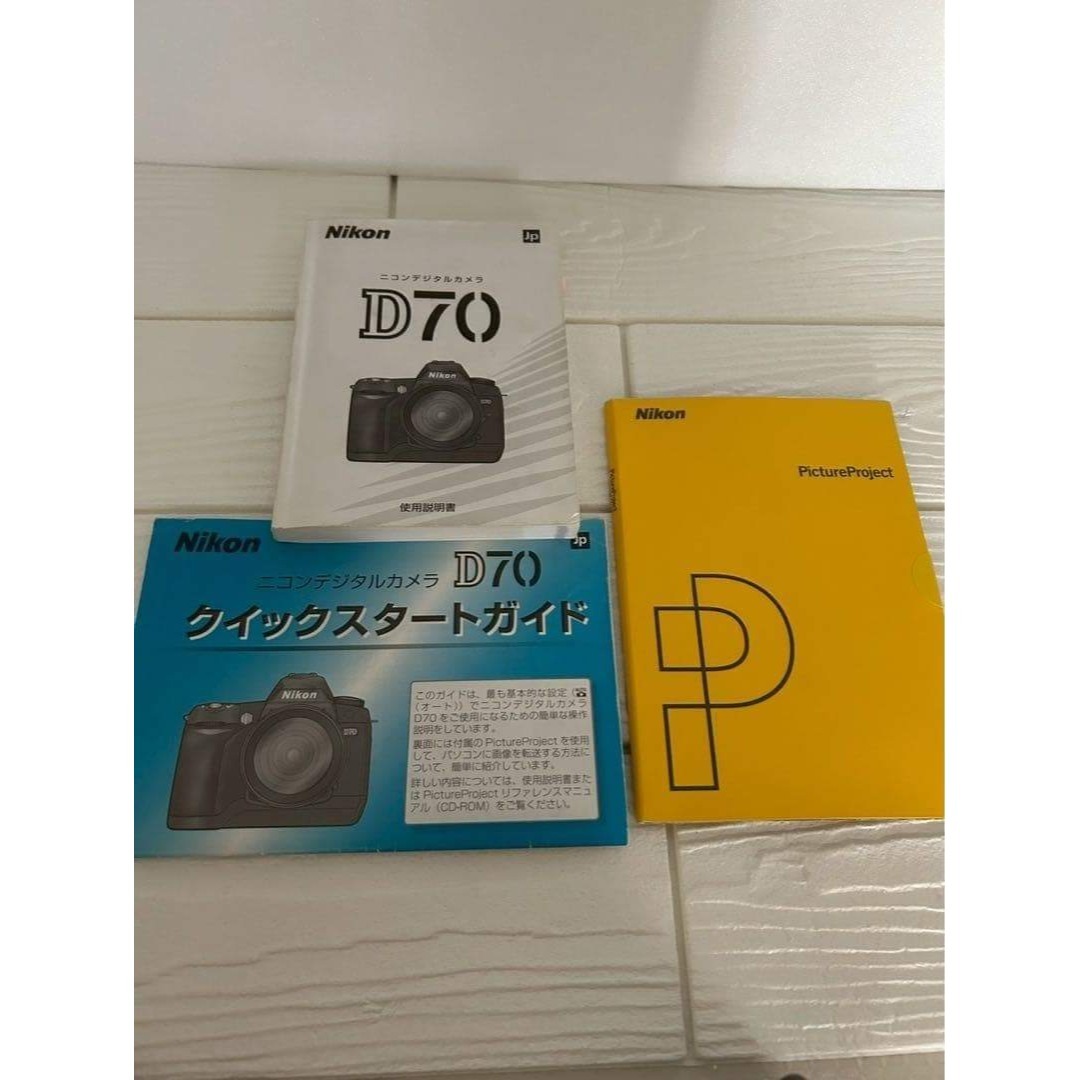 Nikon
Jp
ニコンデジタルカメラ
D70
Nikon
D70
使用説明書
Nikon
PictureProject
Nikon
Jp
ニコンデジタルカメラ D70
クイックスタートガイド
Nikon
D70
このガイドは、最も基本的な設定（
（オート））でニコンデジタルカメラ
D70をご使用になるための簡単な操作
説明をしています。
裏面には付属のPictureProjectを使用
して、パソコンに画像を転送する方法に
ついて、簡単に紹介しています。
詳しい内容については、使用説明書また
はPictureProjectリファレンスマニュ
アル（CD-ROM）をご覧ください。